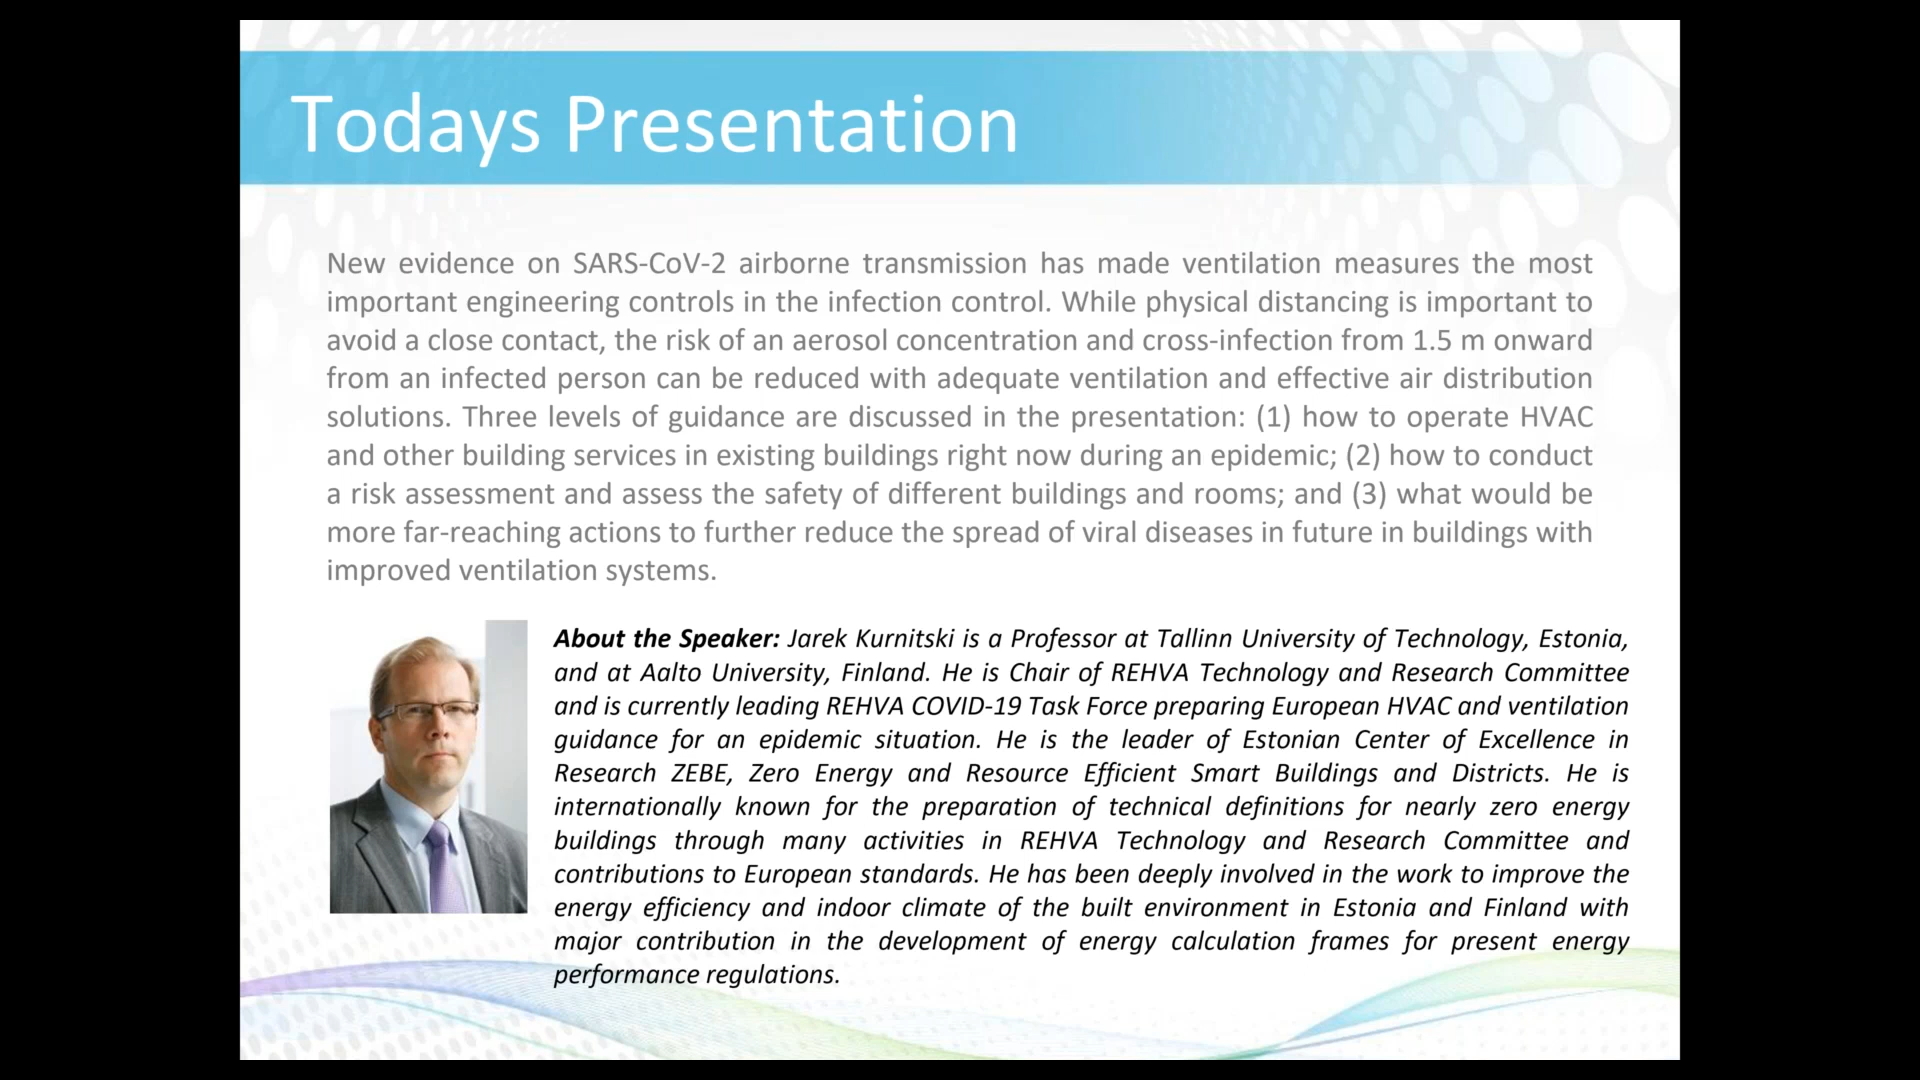 Todays Presentation
New evidence on SARS-CoV-2 airborne transmission has made ventilation measures the most
important engineering controls in the infection control. While physical distancing is important to
avoid a close contact, the risk of an aerosol concentration and cross-infection from 1.5 m onward
from an infected person can be reduced with adequate ventilation and effective air distribution
solutions. Three levels of guidance are discussed in the presentation: (1) how to operate HVAC
and other building services in existing buildings right now during an epidemic; (2) how to conduct
a risk assessment and assess the safety of different buildings and rooms; and (3) what would be
more far-reaching actions to further reduce the spread of viral diseases in future in buildings with
improved ventilation systems.
About the Speaker: Jarek Kurnitski is a Professor at Tallinn University of Technology, Estonia,
and at Aalto University, Finland. He is Chair of REHVA Technology and Research Committee
and is currently leading REHVA COVID-19 Task Force preparing European HVAC and ventilation
guidance for an epidemic situation. He is the leader of Estonian Center of Excellence in
Research ZEBE, Zero Energy and Resource Efficient Smart Buildings and Districts. He is
internationally known for the preparation of technical definitions for nearly zero energy
buildings through many activities in REHVA Technology and Research Committee and
contributions to European standards. He has been deeply involved in the work to improve the
energy efficiency and indoor climate of the built environment in Estonia and Finland with
major contribution in the development of energy calculation frames for present energy
performance regulations.